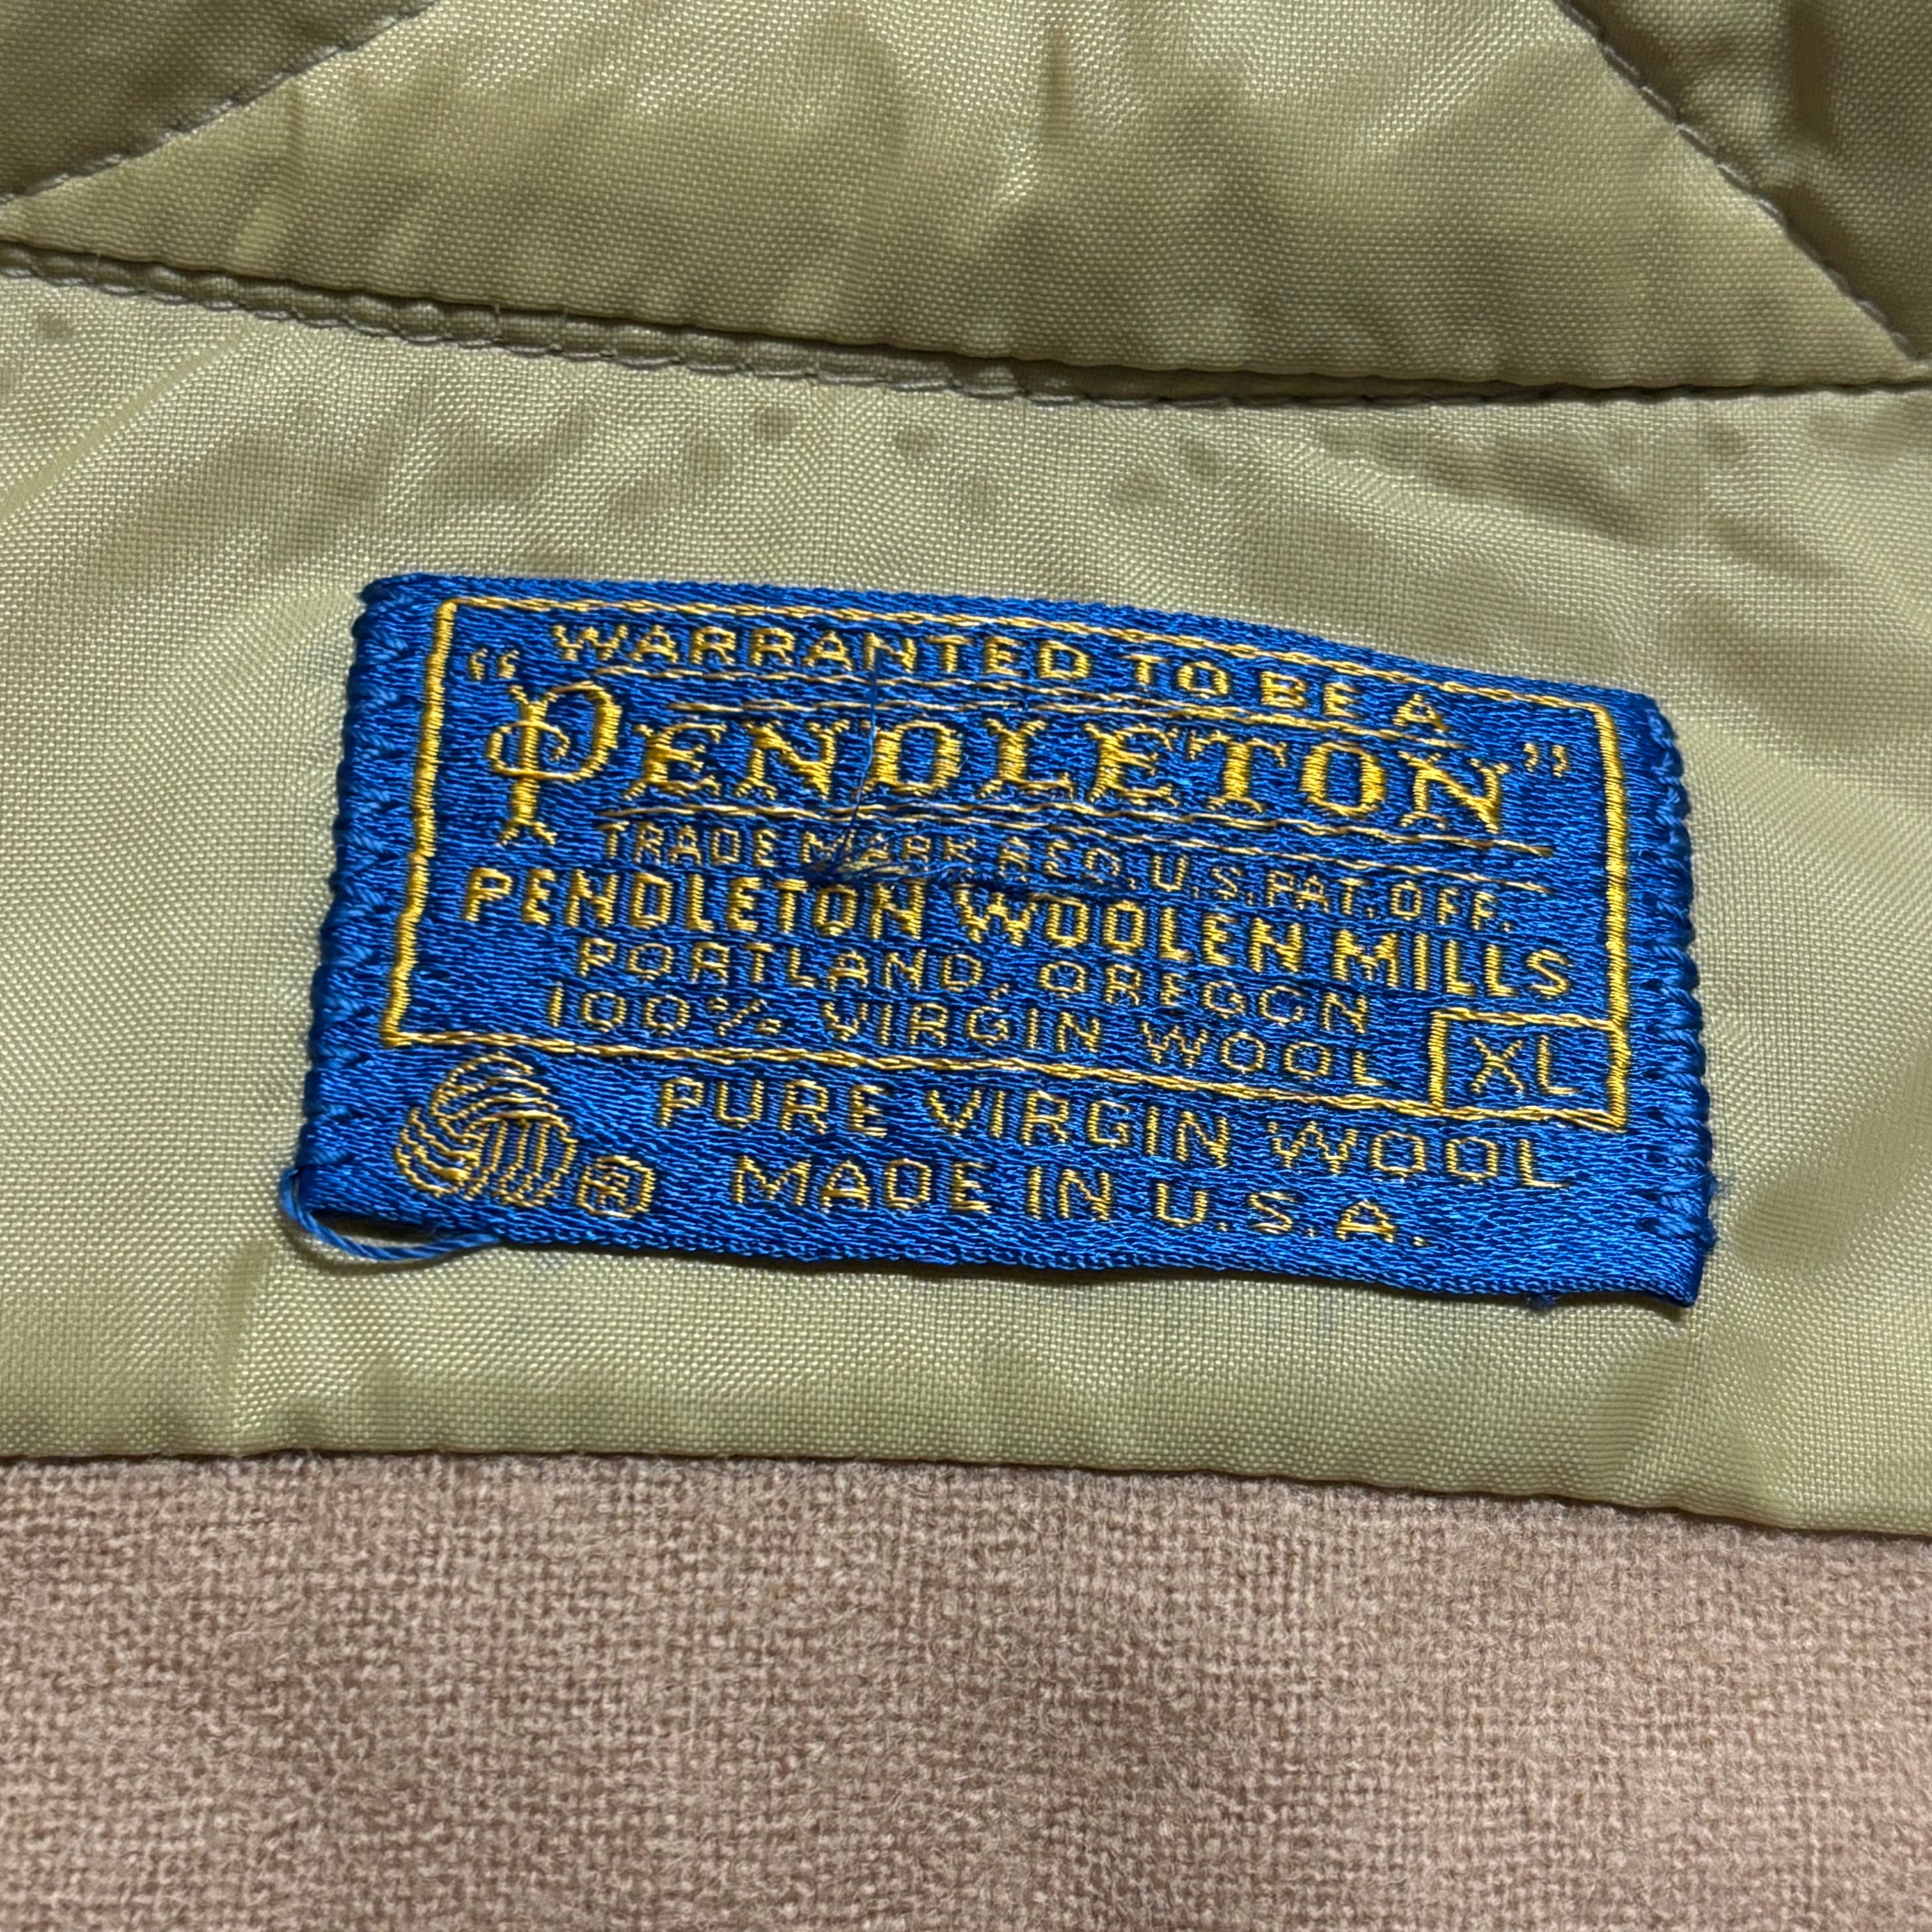 WARRANTED TO BE A
“PENDLETON”
TRADE MARK REG. U.S. PAT. OFF.
PENDLETON WOOLEN MILLS
PORTLAND, OREGON
100% VIRGIN WOOL XL
PURE VIRGIN WOOL
® MADE IN U.S.A.